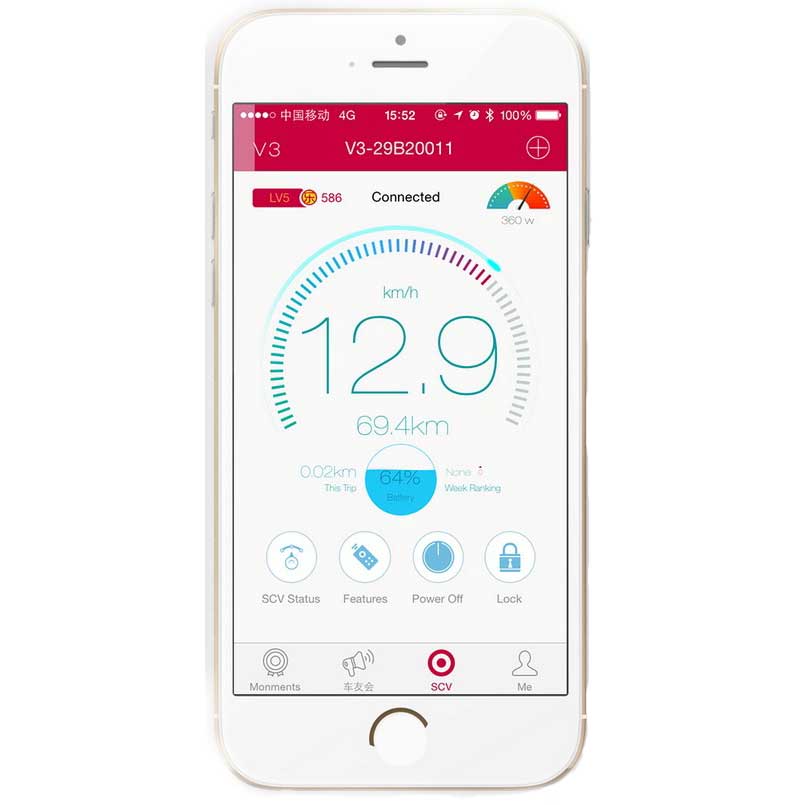 中国移动 4G 15:52 100%
V3 V3-29B20011
LV5 乐 586 Connected
360 w
km/h
12.9
69.4km
0.02km 64% None
This Trip Battery Week Ranking
SCV Status Features Power Off Lock
Monments 车友会 SCV Me